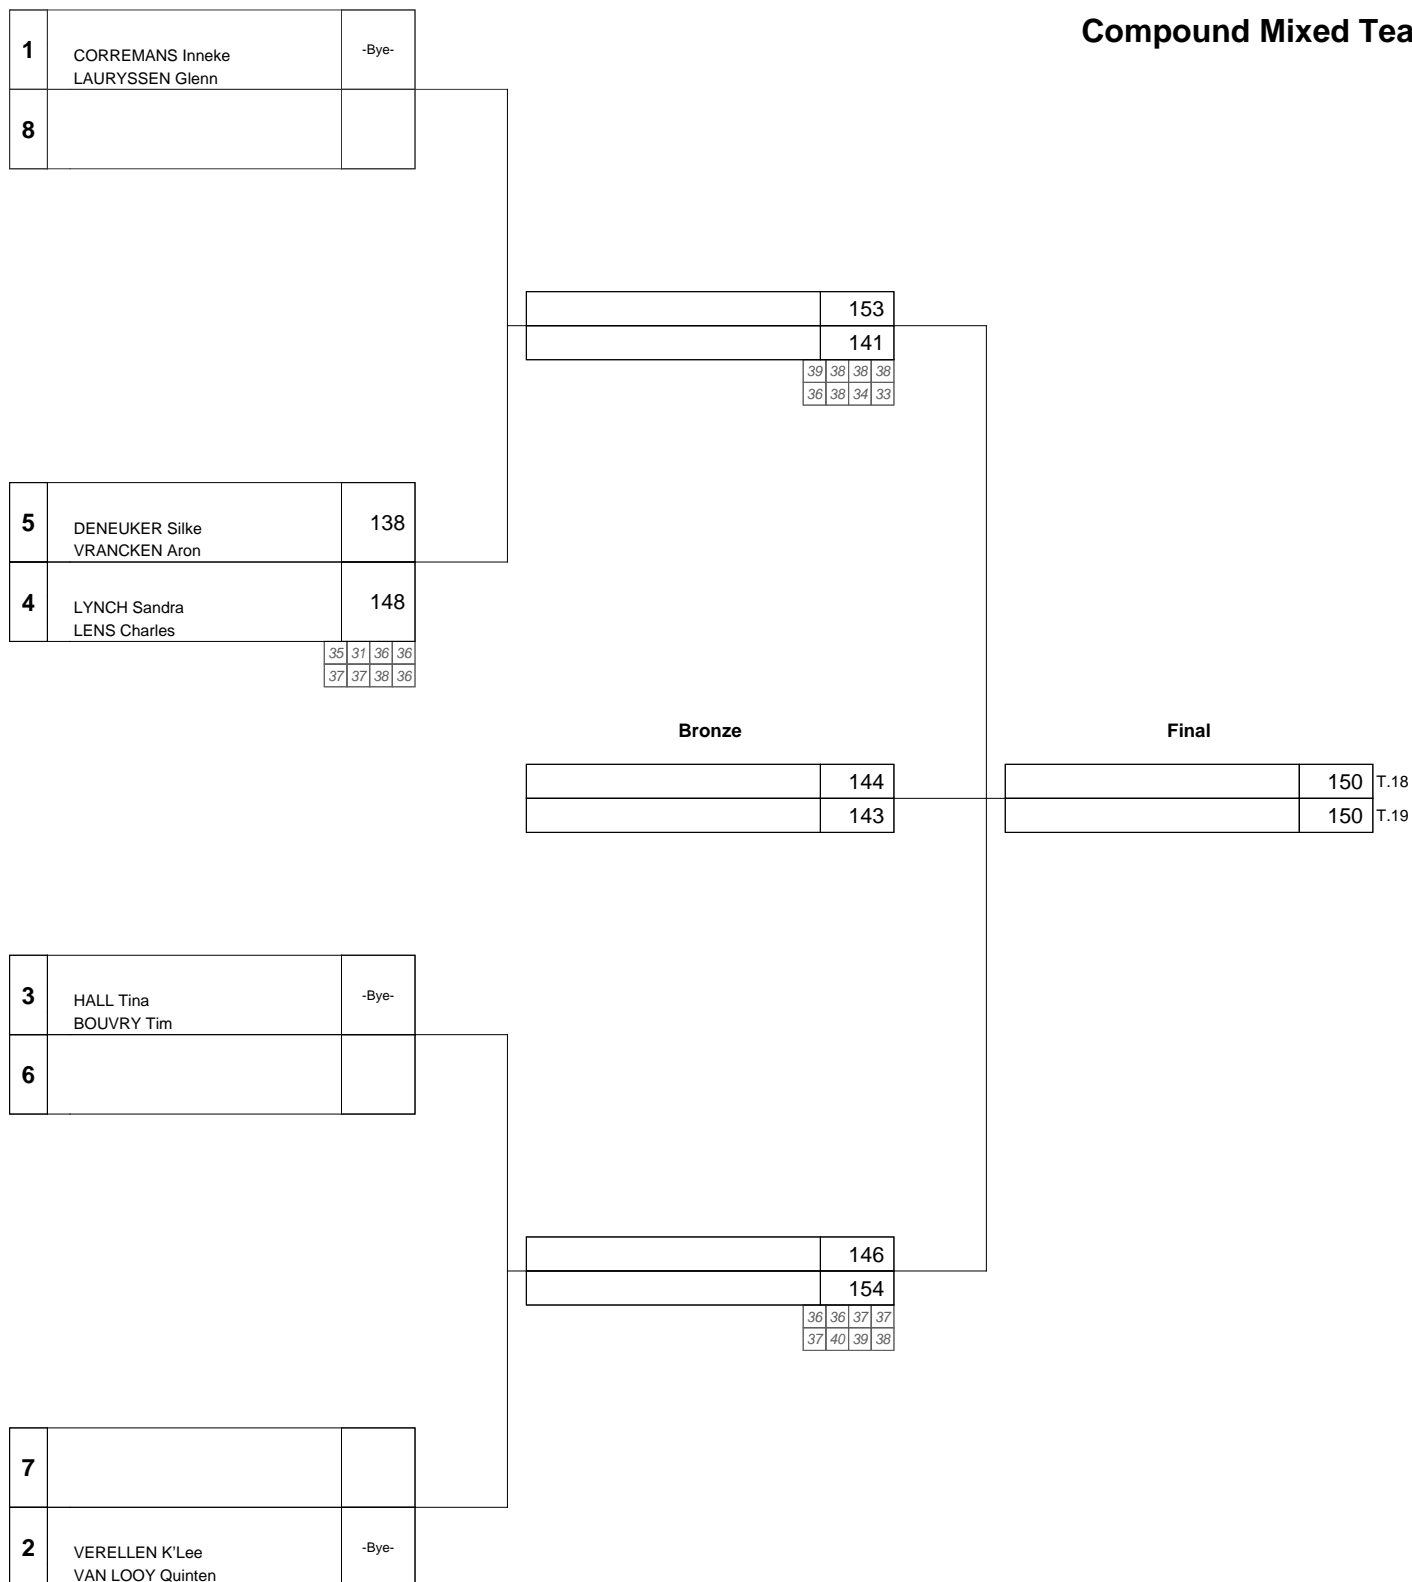 Compound Mixed Tea
1 CORREMANS Inneke -Bye-
LAURYSSEN Glenn
8
153
141
39 38 38 38
36 38 34 33
5 DENEUKER Silke 138
VRANCKEN Aron
4 LYNCH Sandra 148
LENS Charles
35 31 36 36
37 37 38 36
Bronze Final
144 150 T.18
143 150 T.19
3 HALL Tina -Bye-
BOUVRY Tim
6
146
154
36 36 37 37
37 40 39 38
7
2 VERELLEN K'Lee -Bye-
VAN LOOY Quinten